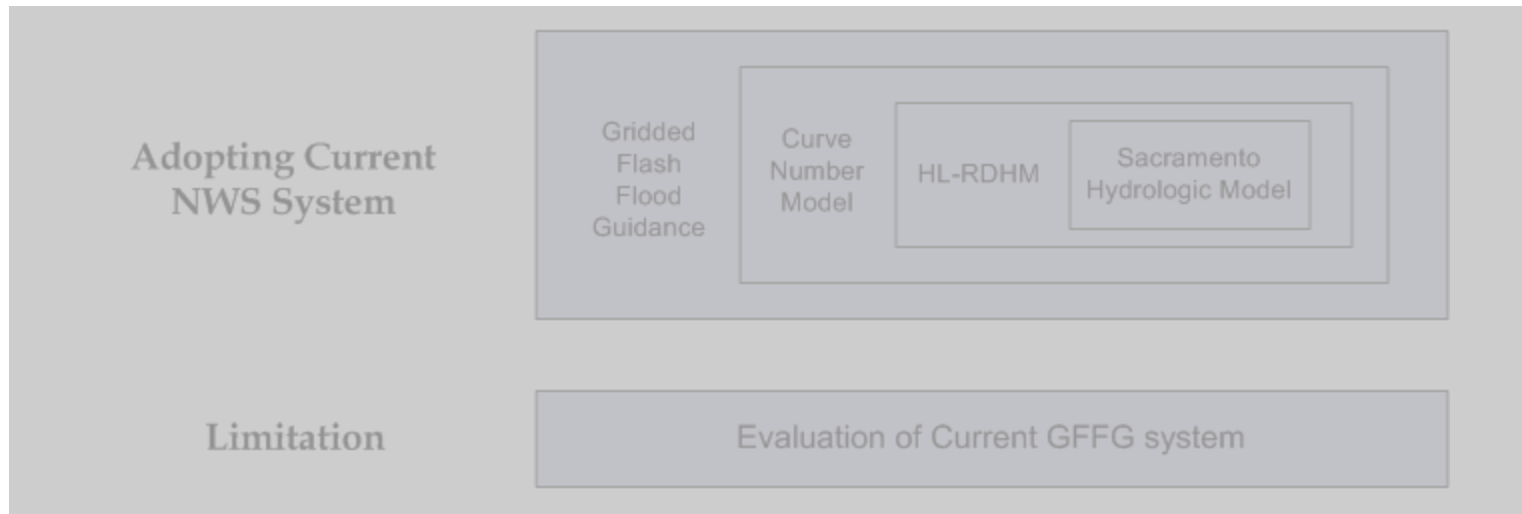 Adopting Current
NWS System
Gridded
Flash
Flood
Guidance
Curve
Number
Model
HL-RDHM
Sacramento
Hydrologic Model
Limitation
Evaluation of Current GFFG system